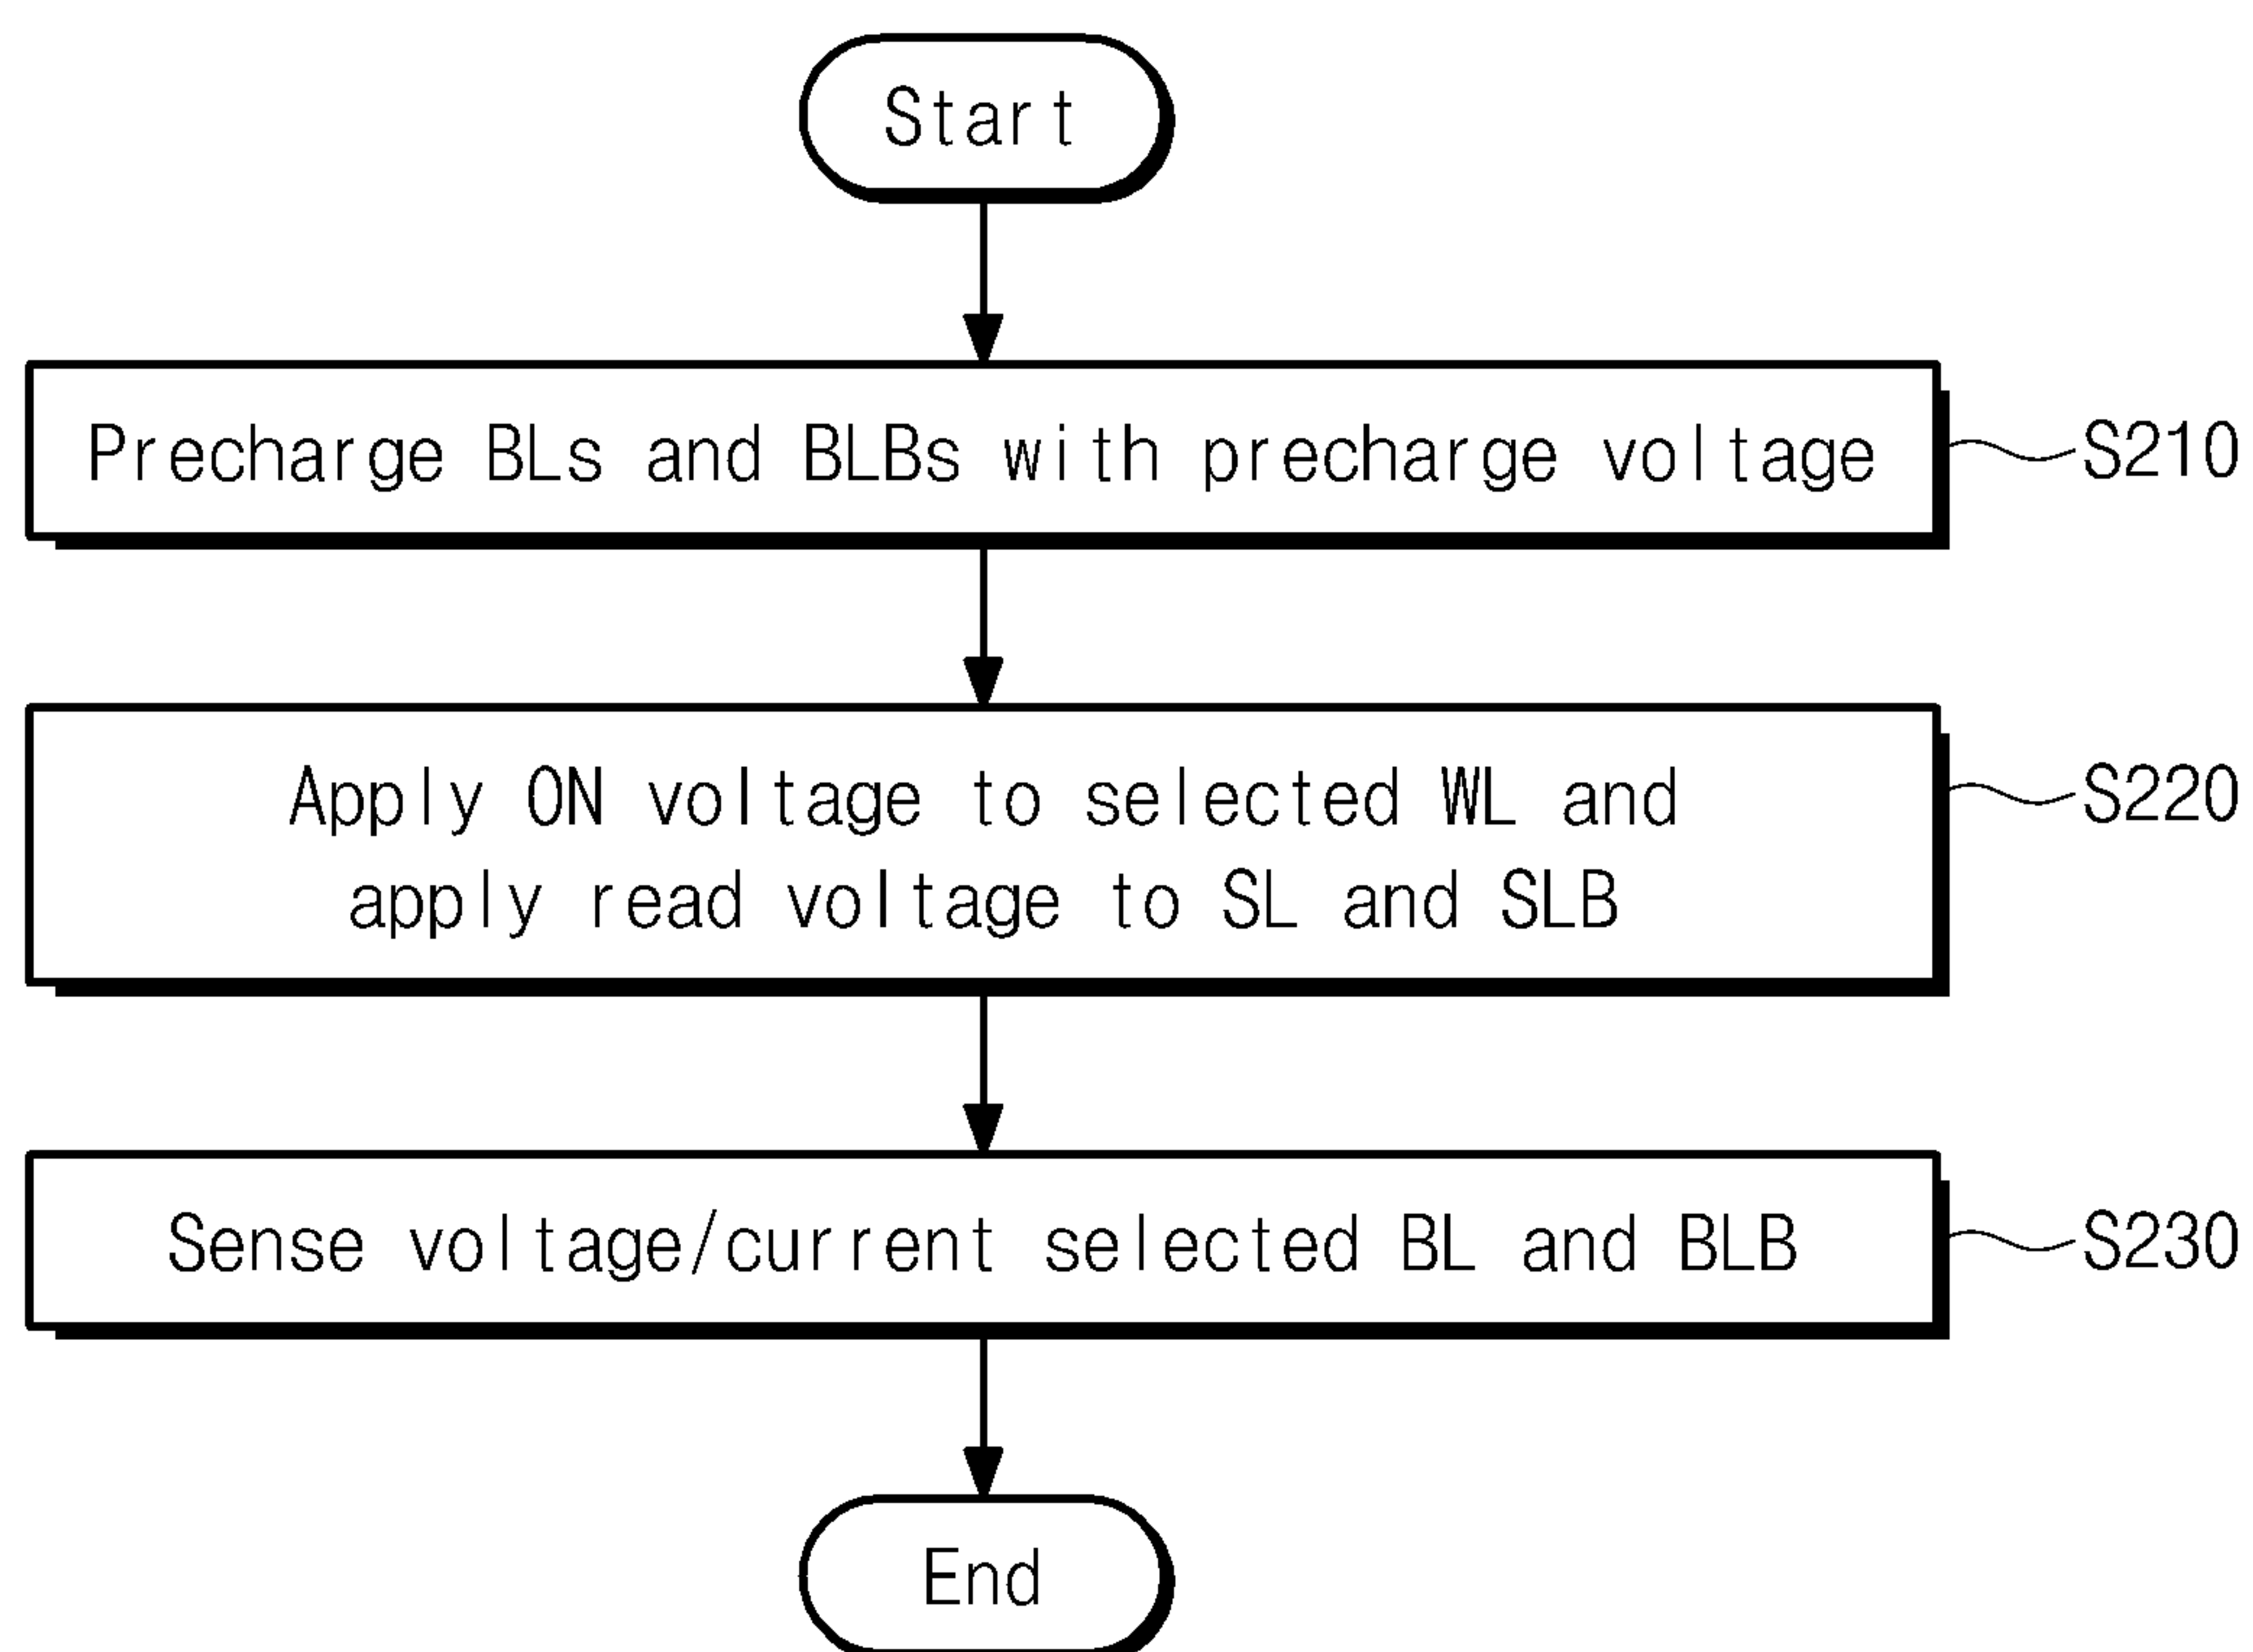 Start
Precharge BLs and BLBs with precharge voltage
S210
Apply ON voltage to selected WL and
apply read voltage to SL and SLB
S220
Sense voltage/current selected BL and BLB
S230
End